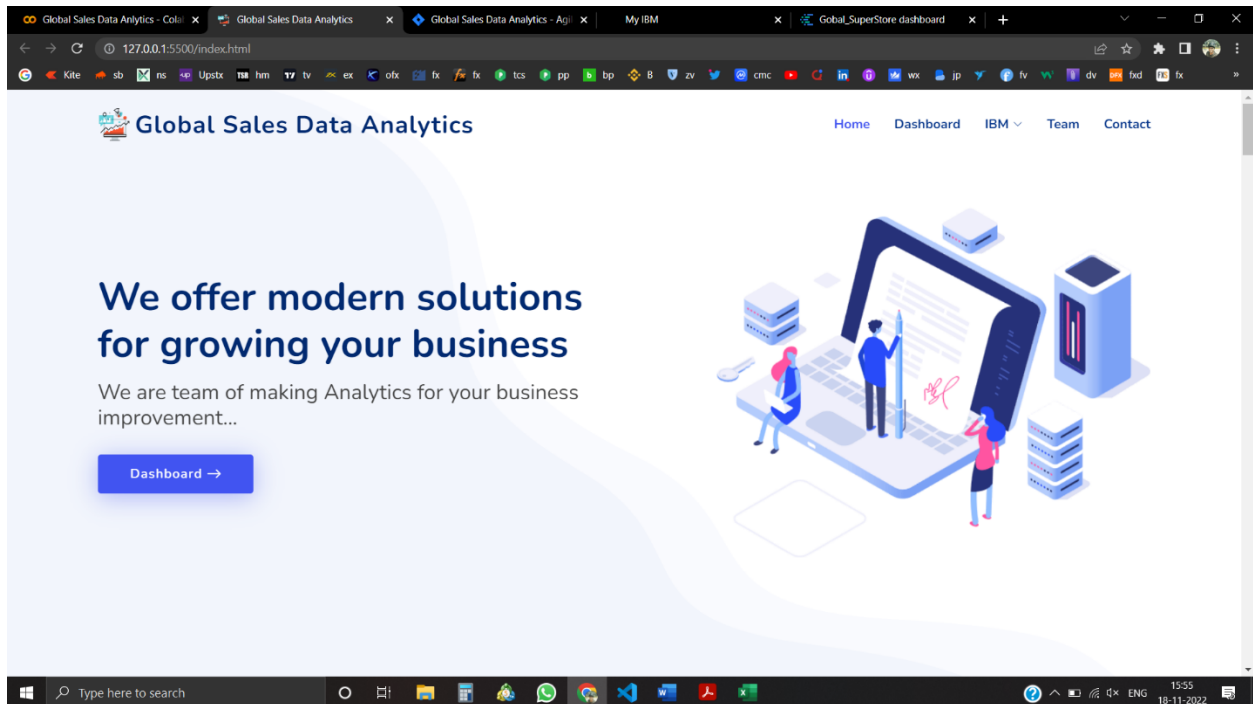 Global Sales Data Anlytics - Colal
Global Sales Data Analytics
Global Sales Data Analytics - Agil
My IBM
Gobal_SuperStore dashboard
127.0.0.1:5500/index.html
Kite sb ns Upstx hm tv ex ofx fx fx tcs pp bp B zv cmc wx jp fv dv fxd fx »
Global Sales Data Analytics
Home Dashboard IBM Team Contact
We offer modern solutions
for growing your business
We are team of making Analytics for your business
improvement...
Dashboard →
Type here to search
ENG
15:55
18-11-2022